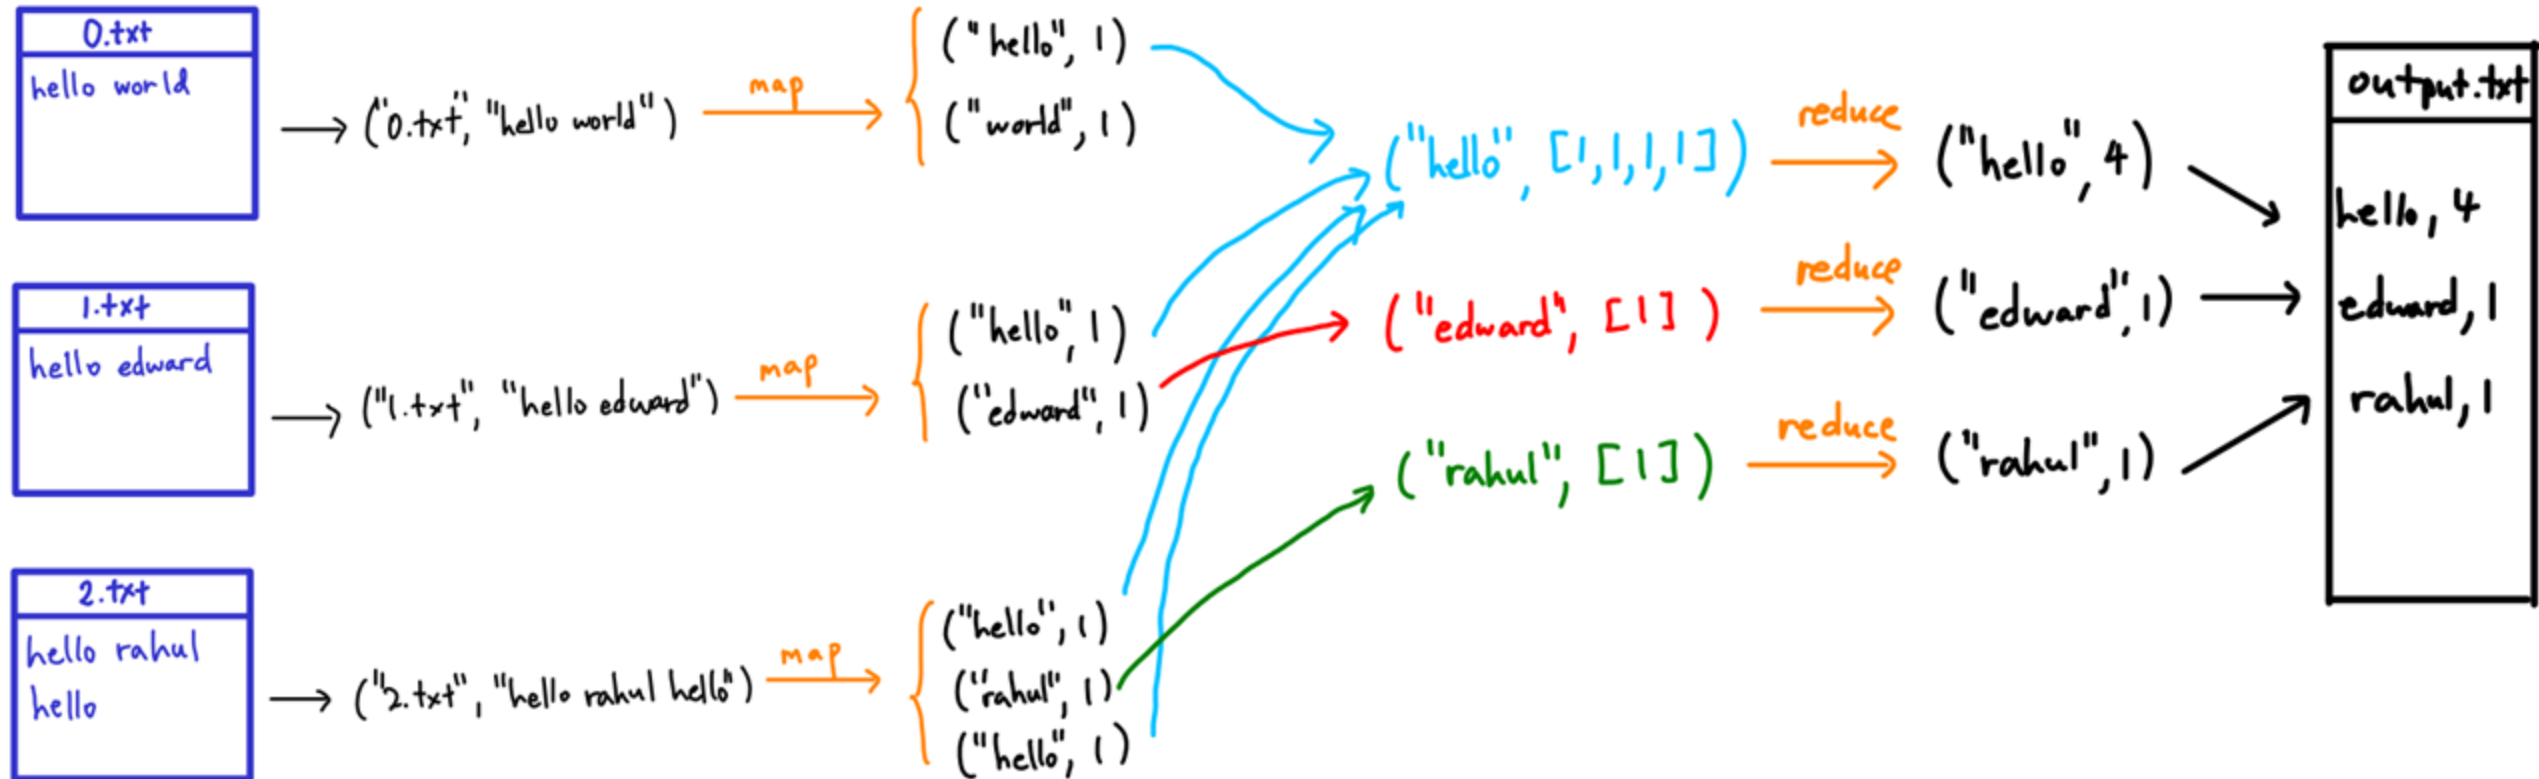 0.txt
hello world
("0.txt", "hello world")
map
("hello", 1)
("world", 1)
1.txt
hello edward
("1.txt", "hello edward")
map
("hello", 1)
("edward", 1)
2.txt
hello rahul
hello
("2.txt", "hello rahul hello")
map
("hello", 1)
("rahul", 1)
("hello", 1)
("hello", [1,1,1,1])
reduce
("hello", 4)
("edward", [1])
reduce
("edward", 1)
("rahul", [1])
reduce
("rahul", 1)
output.txt
hello, 4
edward, 1
rahul, 1